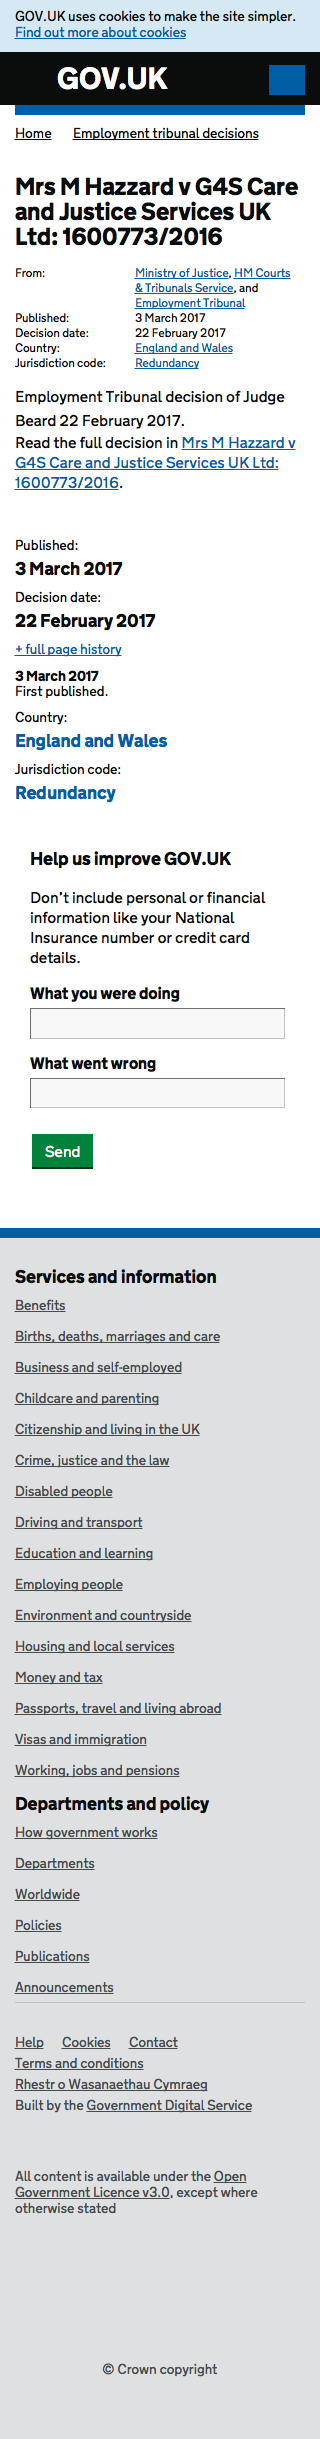 GOV.UK uses cookies to make the site simpler.
Find out more about cookies
GOV.UK
Home Employment tribunal decisions
Mrs M Hazzard v G4S Care
and Justice Services UK
Ltd: 1600773/2016
From: Ministry of Justice, HM Courts
& Tribunals Service, and
Employment Tribunal
Published: 3 March 2017
Decision date: 22 February 2017
Country: England and Wales
Jurisdiction code: Redundancy
Employment Tribunal decision of Judge
Beard 22 February 2017.
Read the full decision in Mrs M Hazzard v
G4S Care and Justice Services UK Ltd:
1600773/2016.
Published:
3 March 2017
Decision date:
22 February 2017
+ full page history
3 March 2017
First published.
Country:
England and Wales
Jurisdiction code:
Redundancy
Help us improve GOV.UK
Don’t include personal or financial
information like your National
Insurance number or credit card
details.
What you were doing
What went wrong
Send
Services and information
Benefits
Births, deaths, marriages and care
Business and self-employed
Childcare and parenting
Citizenship and living in the UK
Crime, justice and the law
Disabled people
Driving and transport
Education and learning
Employing people
Environment and countryside
Housing and local services
Money and tax
Passports, travel and living abroad
Visas and immigration
Working, jobs and pensions
Departments and policy
How government works
Departments
Worldwide
Policies
Publications
Announcements
Help Cookies Contact
Terms and conditions
Rhestr o Wasanaethau Cymraeg
Built by the Government Digital Service
All content is available under the Open
Government Licence v3.0, except where
otherwise stated
© Crown copyright